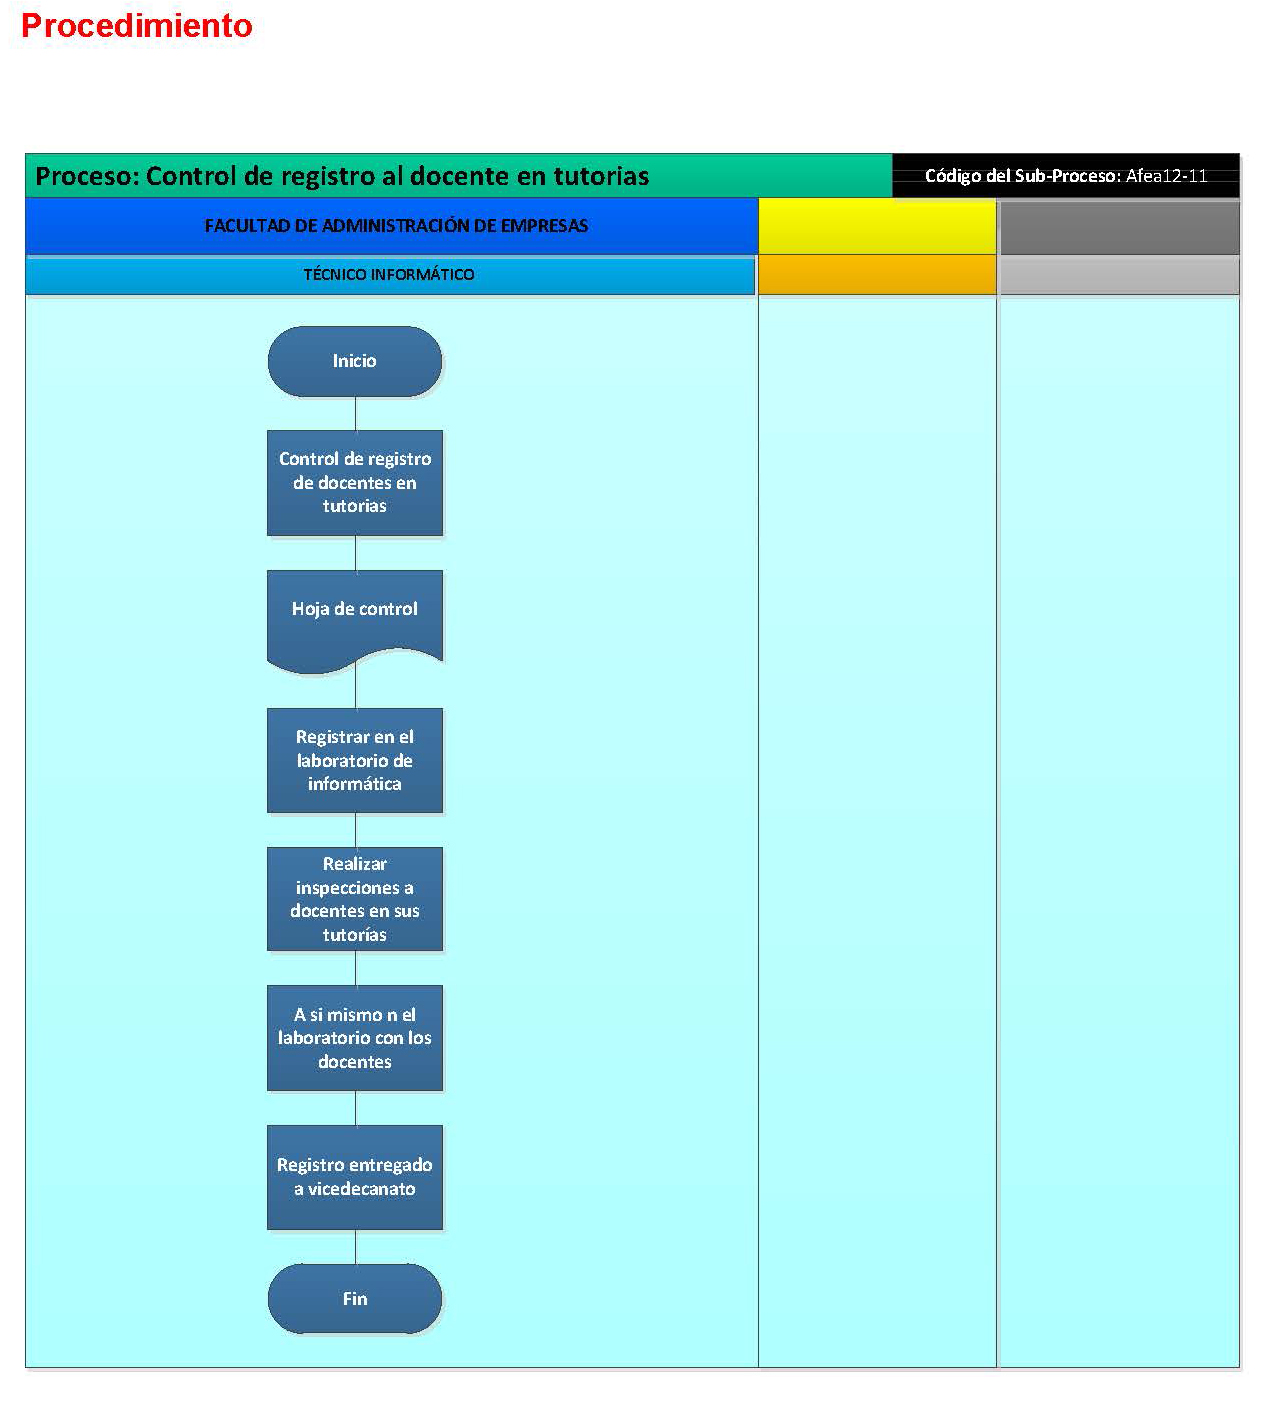 Procedimiento
Proceso: Control de registro al docente en tutorias
Código del Sub-Proceso: Afea12-11
FACULTAD DE ADMINISTRACIÓN DE EMPRESAS
TÉCNICO INFORMÁTICO
Inicio
Control de registro
de docentes en
tutorias
Hoja de control
Registrar en el
laboratorio de
informática
Realizar
inspecciones a
docentes en sus
tutorías
A si mismo n el
laboratorio con los
docentes
Registro entregado
a vicedecanato
Fin